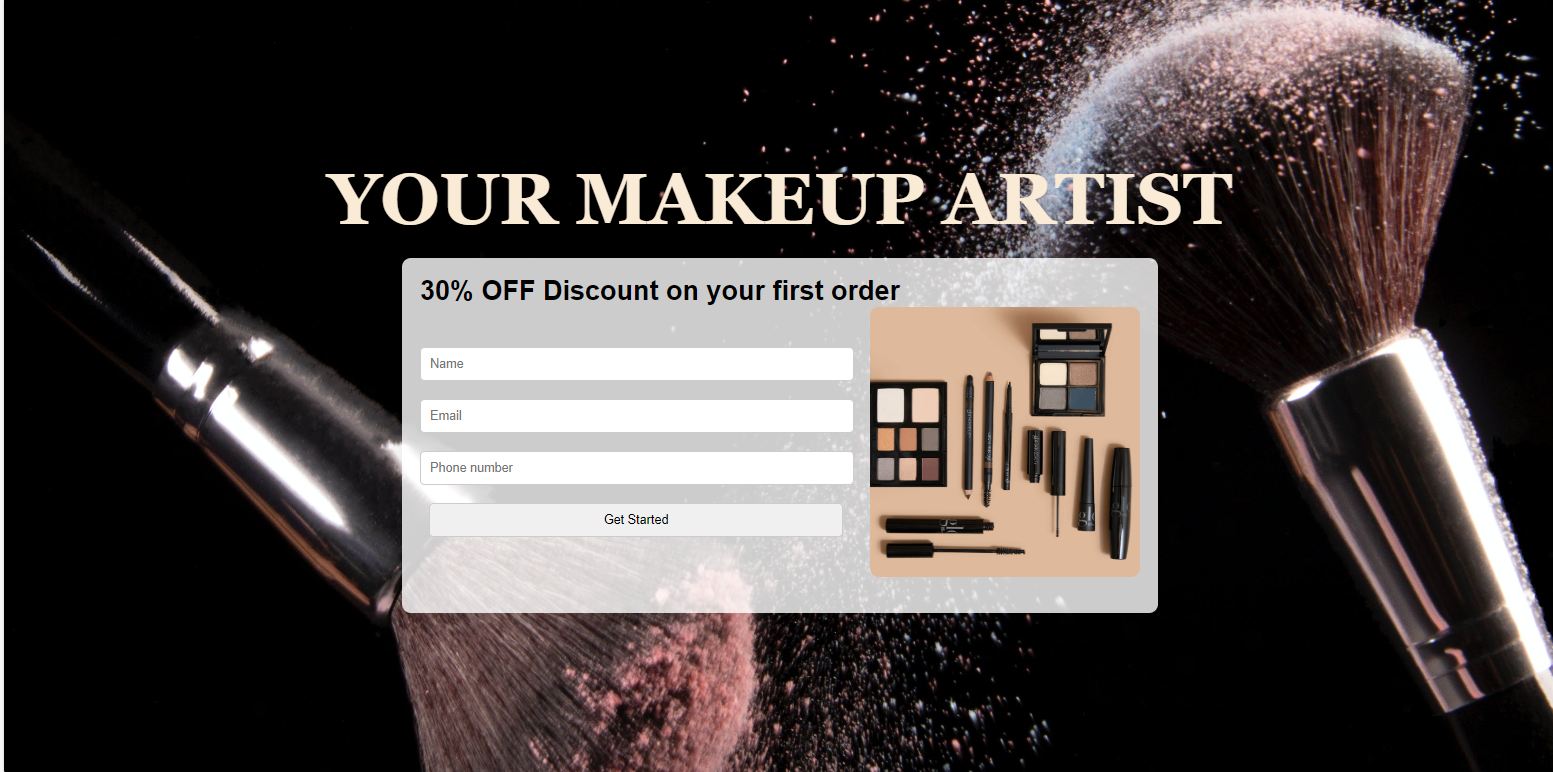 YOUR MAKEUP ARTIST
30% OFF Discount on your first order
Name
Email
Phone number
Get Started